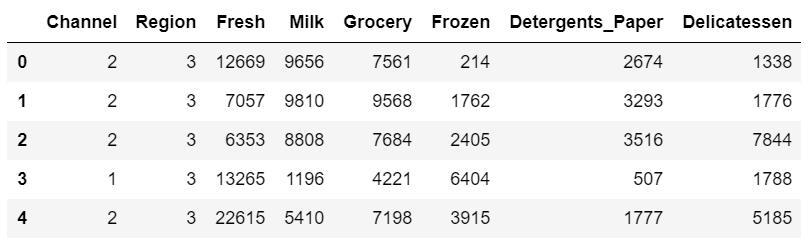 Channel Region Fresh Milk Grocery Frozen Detergents_Paper Delicatessen
0 2 3 12669 9656 7561 214 2674 1338
1 2 3 7057 9810 9568 1762 3293 1776
2 2 3 6353 8808 7684 2405 3516 7844
3 1 3 13265 1196 4221 6404 507 1788
4 2 3 22615 5410 7198 3915 1777 5185